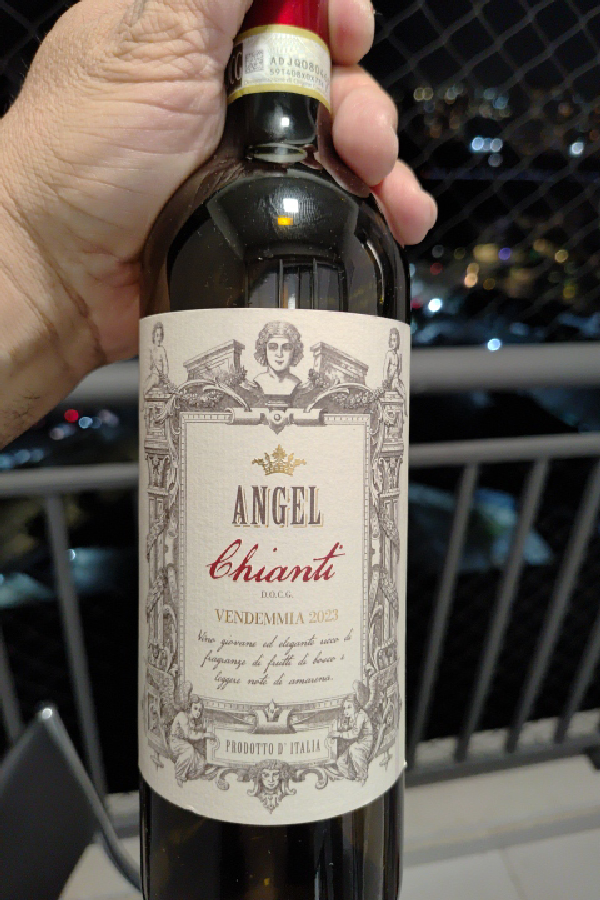 ADJQ080
ANGEL
Chianti
D.O.C.G.
VENDEMMIA 2023
Vino giovane ed elegante ricco di
fragranze di frutti di bosco e
leggere note di amarena.
PRODOTTO D'ITALIA